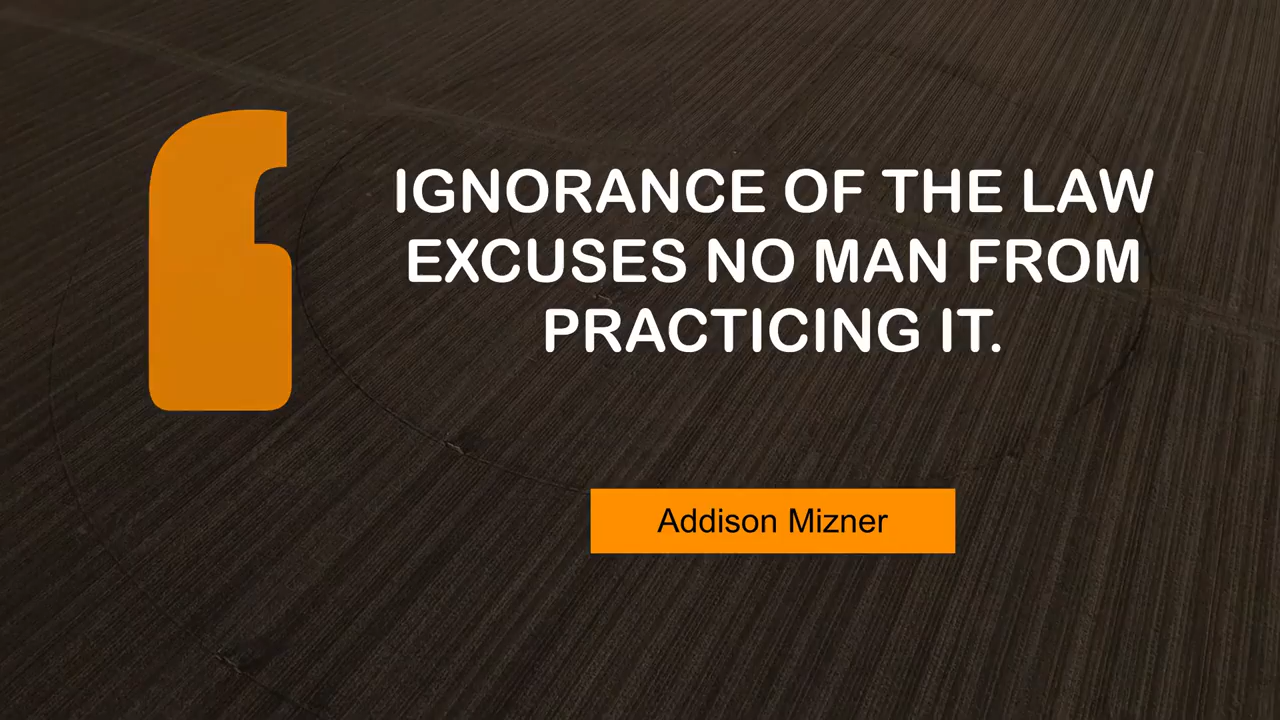 IGNORANCE OF THE LAW
EXCUSES NO MAN FROM
PRACTICING IT.
Addison Mizner